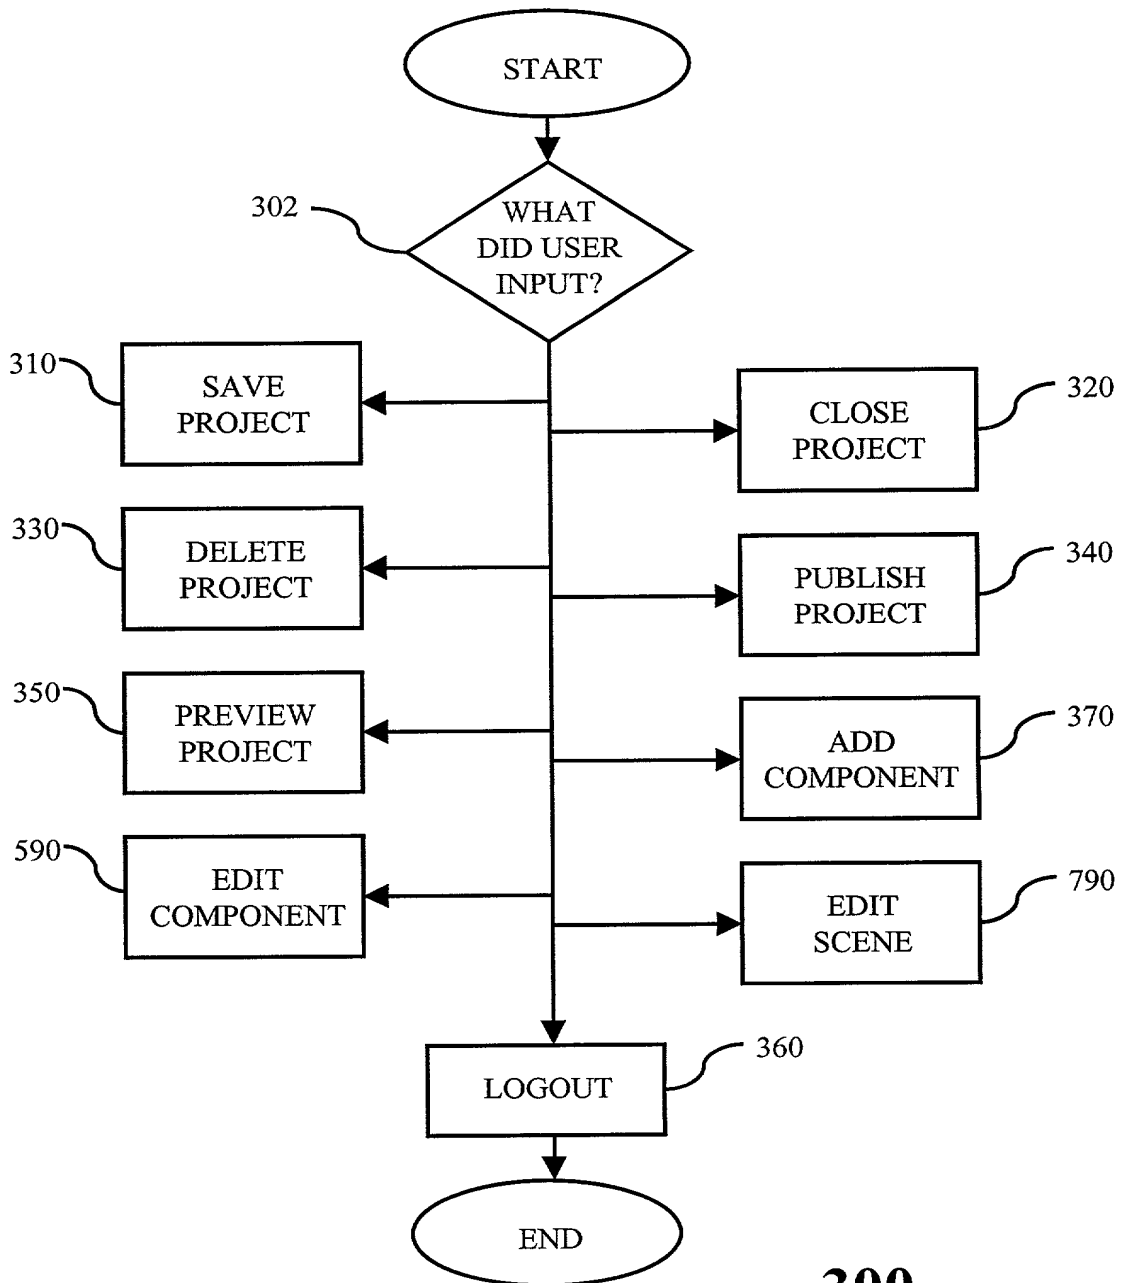 START
302
WHAT
DID USER
INPUT?
310
SAVE
PROJECT
CLOSE
PROJECT
320
330
DELETE
PROJECT
PUBLISH
PROJECT
340
350
PREVIEW
PROJECT
ADD
COMPONENT
370
590
EDIT
COMPONENT
EDIT
SCENE
790
LOGOUT
360
END